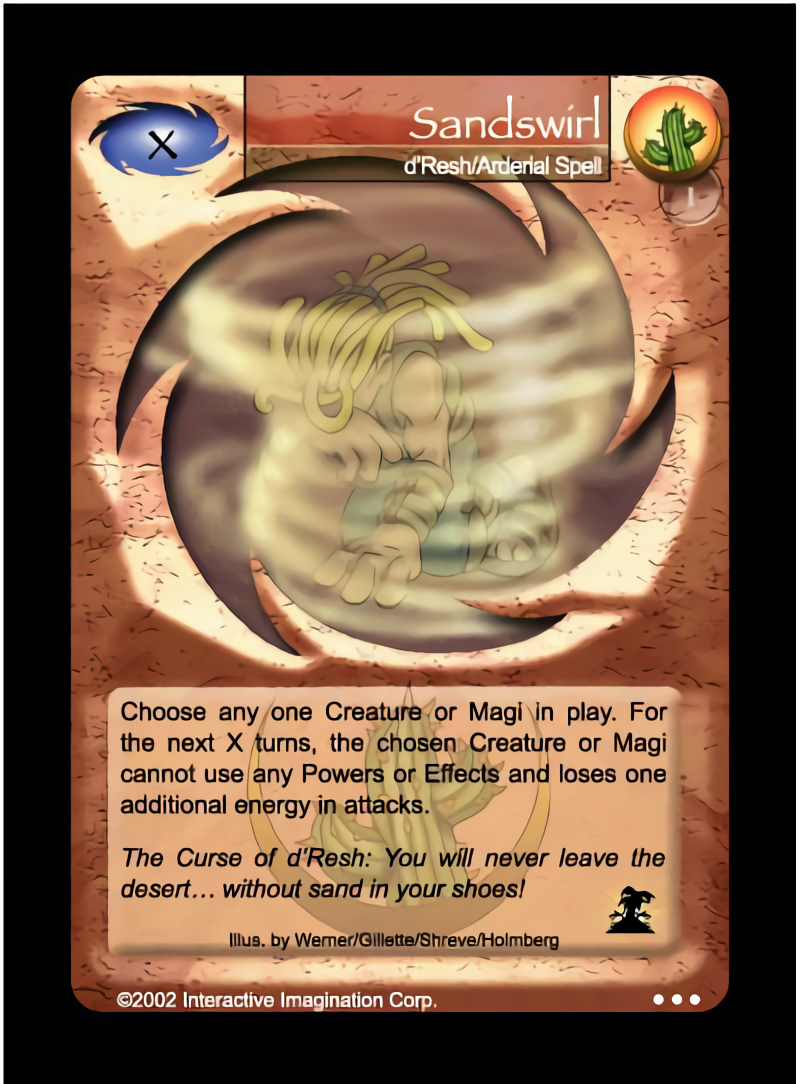 X
Sandswirl
d'Resh/Arderial Spell
1
Choose any one Creature or Magi in play. For
the next X turns, the chosen Creature or Magi
cannot use any Powers or Effects and loses one
additional energy in attacks.
The Curse of d'Resh: You will never leave the
desert... without sand in your shoes!
Illus. by Werner/Gillette/Shreve/Holmberg
©2002 Interactive Imagination Corp.